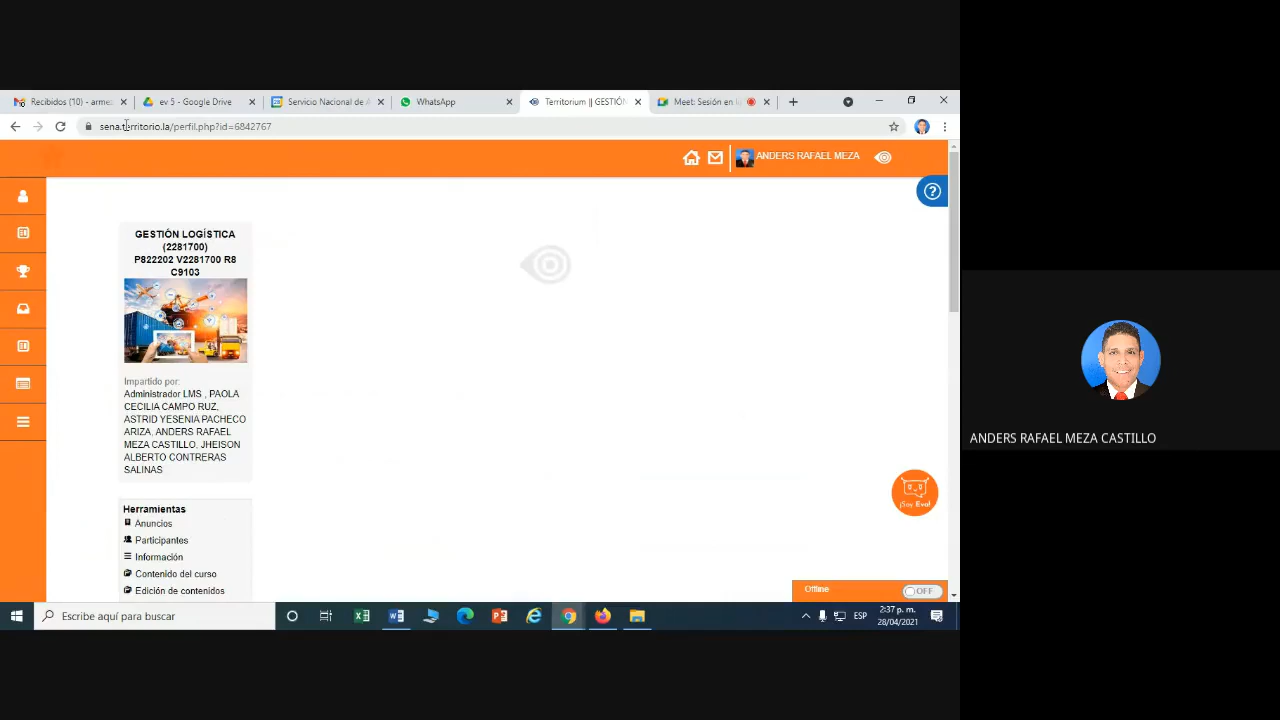 Recibidos (10) - arme
ev 5 - Google Drive
Servicio Nacional de A
WhatsApp
Territorium || GESTIÓN
Meet: Sesión en l
sena.territorio.la/perfil.php?id=6842767
ANDERS RAFAEL MEZA
GESTIÓN LOGÍSTICA
(2281700)
P822202 V2281700 R8
C9103
Impartido por:
Administrador LMS , PAOLA
CECILIA CAMPO RUZ,
ASTRID YESENIA PACHECO
ARIZA, ANDERS RAFAEL
MEZA CASTILLO, JHEISON
ALBERTO CONTRERAS
SALINAS
Herramientas
Anuncios
Participantes
Información
Contenido del curso
Edición de contenidos
¡Soy Eva!
Offline
OFF
Escribe aquí para buscar
ESP
2:37 p. m.
28/04/2021
ANDERS RAFAEL MEZA CASTILLO